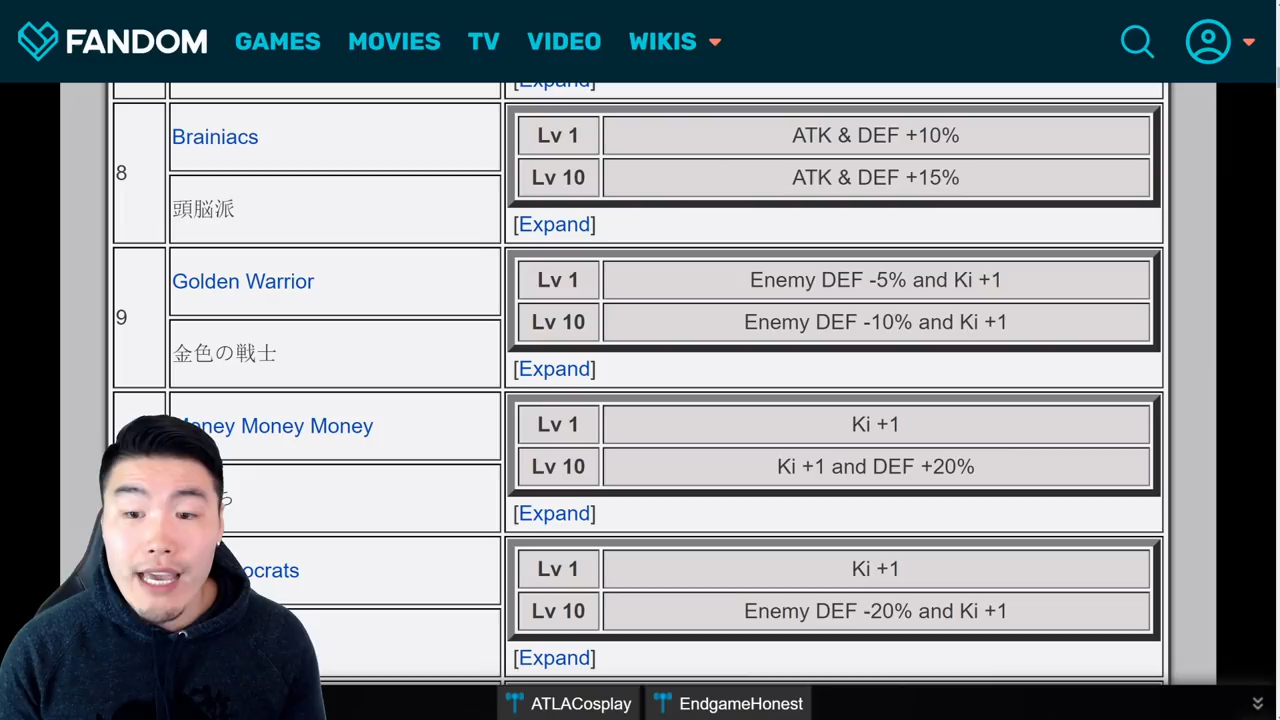 FANDOM GAMES MOVIES TV VIDEO WIKIS
[Expand]
8
Brainiacs
頭脳派
Lv 1 ATK & DEF +10%
Lv 10 ATK & DEF +15%
[Expand]
9
Golden Warrior
金色の戦士
Lv 1 Enemy DEF -5% and Ki +1
Lv 10 Enemy DEF -10% and Ki +1
[Expand]
Money Money
ち
Lv 1 Ki +1
Lv 10 Ki +1 and DEF +20%
[Expand]
ocrats
Lv 1 Ki +1
Lv 10 Enemy DEF -20% and Ki +1
[Expand]
ATLACosplay EndgameHonest